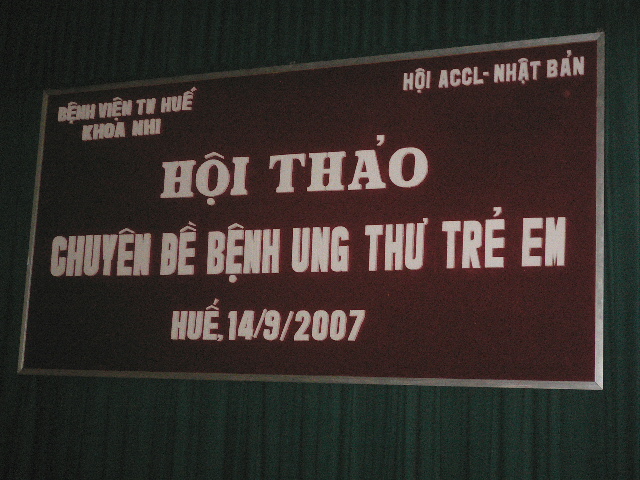 BỆNH VIỆN TW HUẾ
KHOA NHI
HỘI ACCL - NHẬT BẢN
HỘI THẢO
CHUYÊN ĐỀ BỆNH UNG THƯ TRẺ EM
HUẾ, 14/9/2007